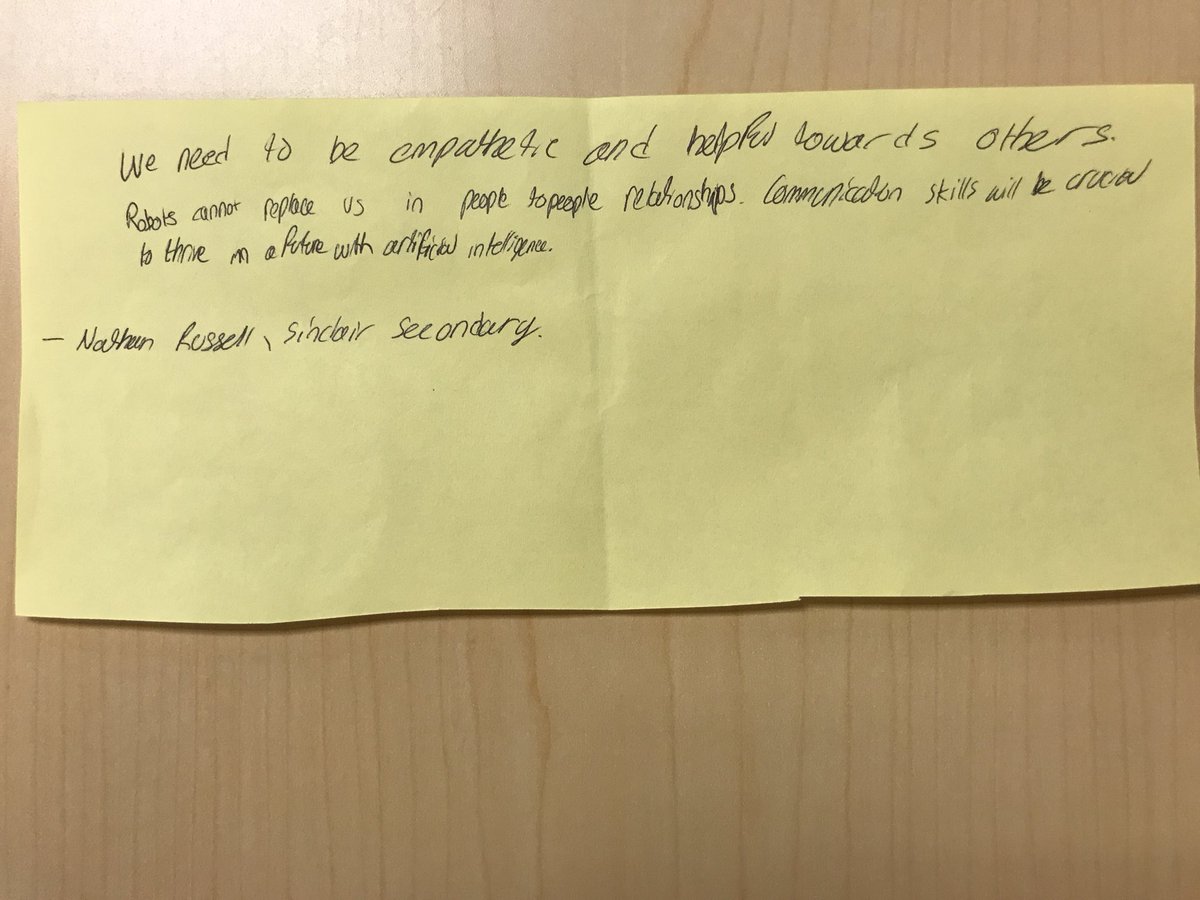 We need to be empathetic and helpful towards others.
Robots cannot replace us in people to people relationships. Communication skills will be crucial
to thrive in a future with artificial intelligence.
- Nathan Russell, Sinclair Secondary.